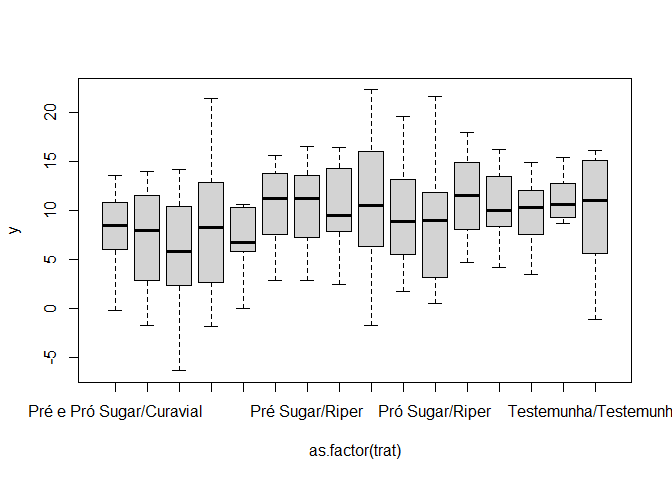 20
15
10
5
0
-5
y
Pré e Pró Sugar/Curavial
Pré Sugar/Riper
Pró Sugar/Riper
Testemunha/Testemunh
as.factor(trat)